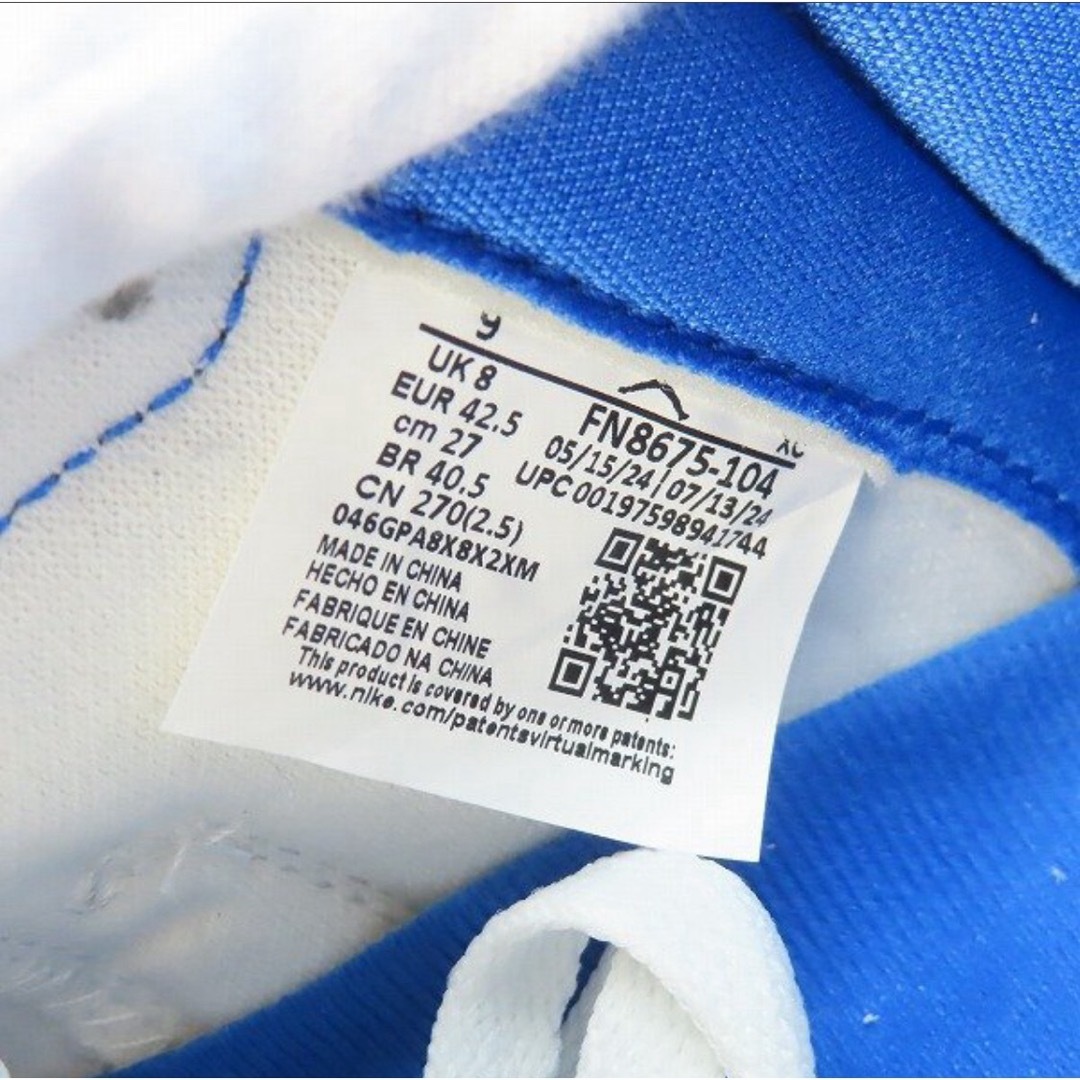 UK 8
EUR 42.5
cm 27
BR 40.5
CN 270(2.5)
046GPA8X8X2XM
FN8675-104
05/15/24 | 07/13/24
UPC 00197598941744
MADE IN CHINA
HECHO EN CHINA
FABRIQUE EN CHINE
FABRICADO NA CHINA
This product is covered by one or more patents:
www.nike.com/patentsvirtualmarking